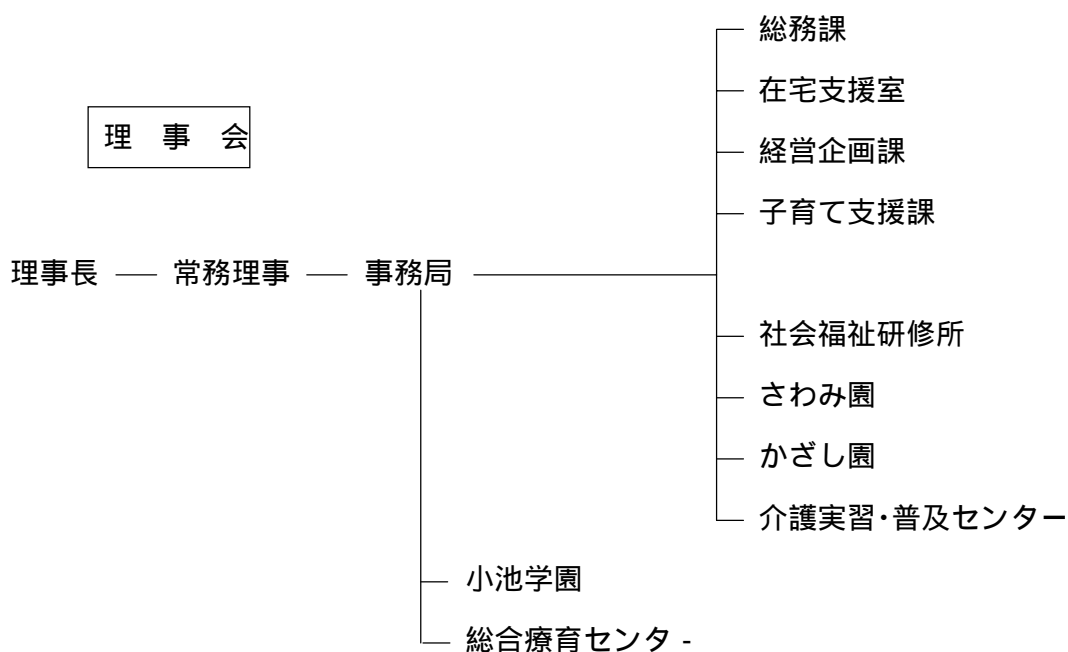 総務課
在宅支援室
理 事 会
経営企画課
子育て支援課
理事長 常務理事 事務局
社会福祉研修所
さわみ園
かざし園
介護実習・普及センター
小池学園
総合療育センタ -